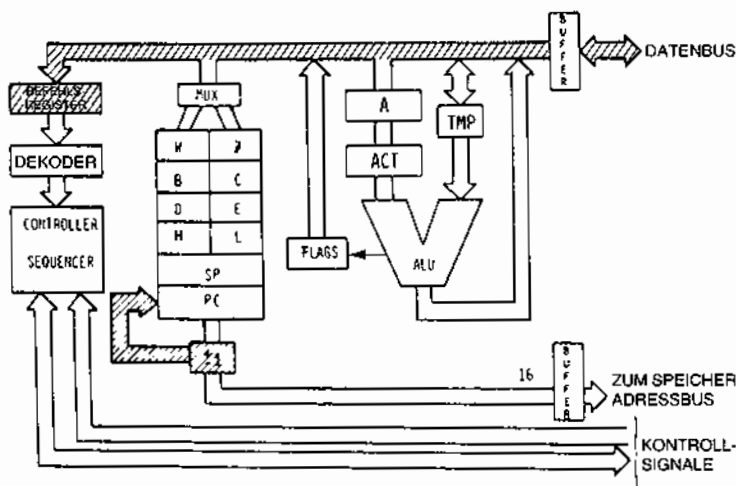 BUFFER
DATENBUS
BEFEHLS
REGISTER
MUX
A
TMP
W
DEKODER
ACT
B C
D E
CONTROLLER
SEQUENCER
H L
FLAGS
ALU
SP
PC
±1
16
BUFFER
ZUM SPEICHER
ADRESSBUS
KONTROLL-
SIGNALE